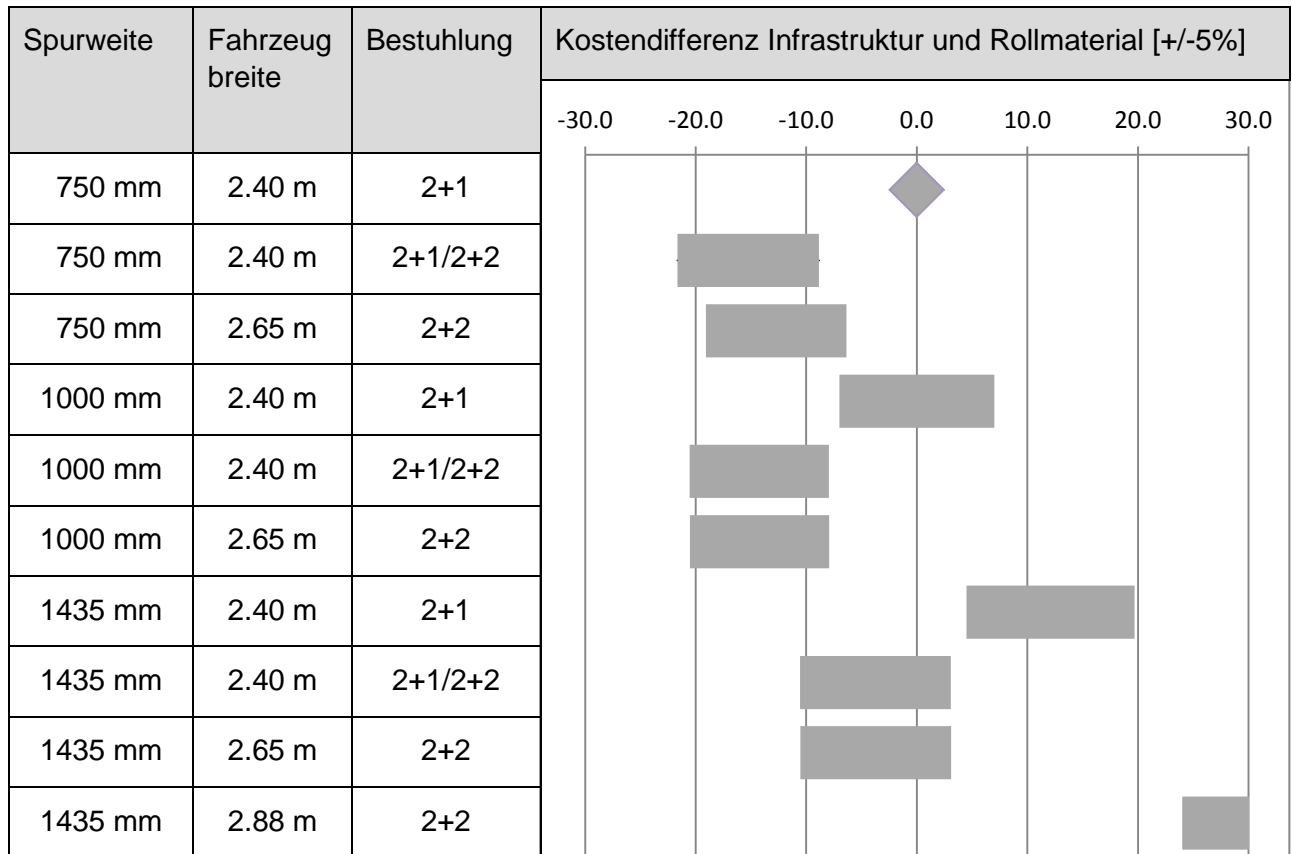 Spurweite Fahrzeug Bestuhlung Kostendifferenz Infrastruktur und Rollmaterial [+/-5%]
breite
-30.0 -20.0 -10.0 0.0 10.0 20.0 30.0
750 mm 2.40 m 2+1
750 mm 2.40 m 2+1/2+2
750 mm 2.65 m 2+2
1000 mm 2.40 m 2+1
1000 mm 2.40 m 2+1/2+2
1000 mm 2.65 m 2+2
1435 mm 2.40 m 2+1
1435 mm 2.40 m 2+1/2+2
1435 mm 2.65 m 2+2
1435 mm 2.88 m 2+2